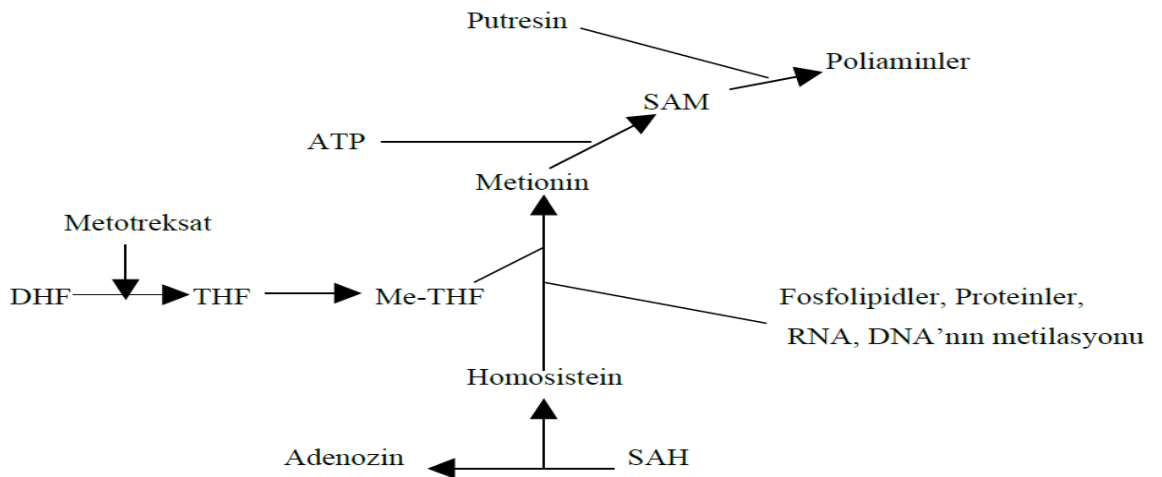 Putresin
Poliaminler
SAM
ATP
Metionin
Metotreksat
DHF
THF
Me-THF
Fosfolipidler, Proteinler,
RNA, DNA’nın metilasyonu
Homosistein
Adenozin
SAH